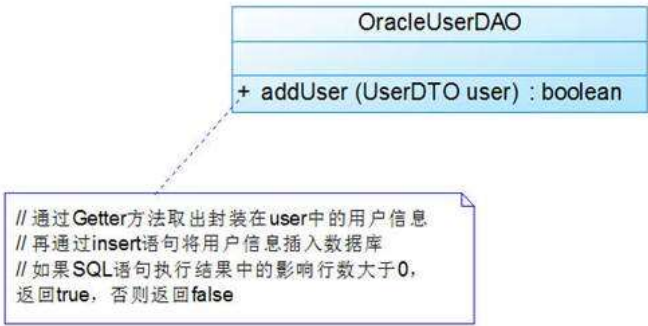 OracleUserDAO
+ addUser (UserDTO user) : boolean
// 通过Getter方法取出封装在user中的用户信息
// 再通过insert语句将用户信息插入数据库
// 如果SQL语句执行结果中的影响行数大于0，
返回true，否则返回false